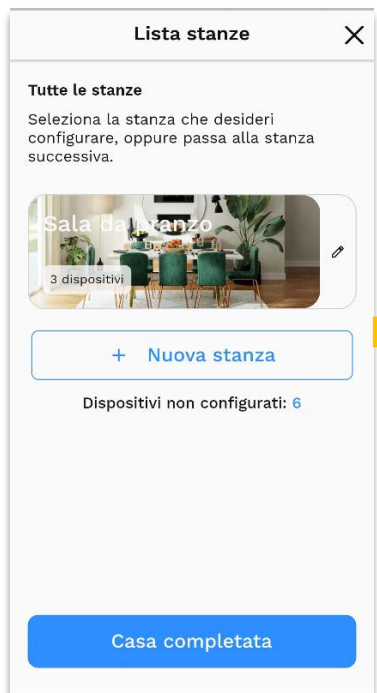 Lista stanze
Tutte le stanze
Seleziona la stanza che desideri
configurare, oppure passa alla stanza
successiva.
Sala da pranzo
3 dispositivi
+ Nuova stanza
Dispositivi non configurati: 6
Casa completata